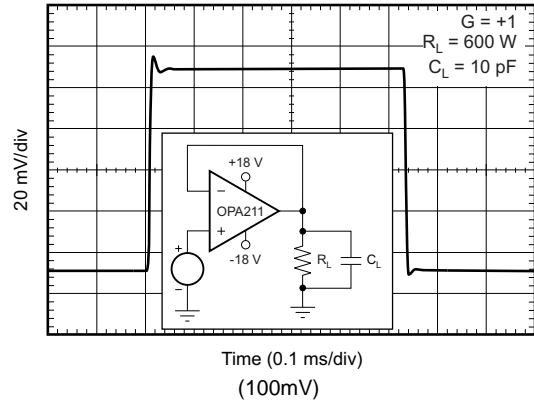 G = +1
R_L = 600 W
C_L = 10 pF
20 mV/div
+18 V
−
OPA211
+
-18 V
+
−
R_L
C_L
Time (0.1 ms/div)
(100mV)